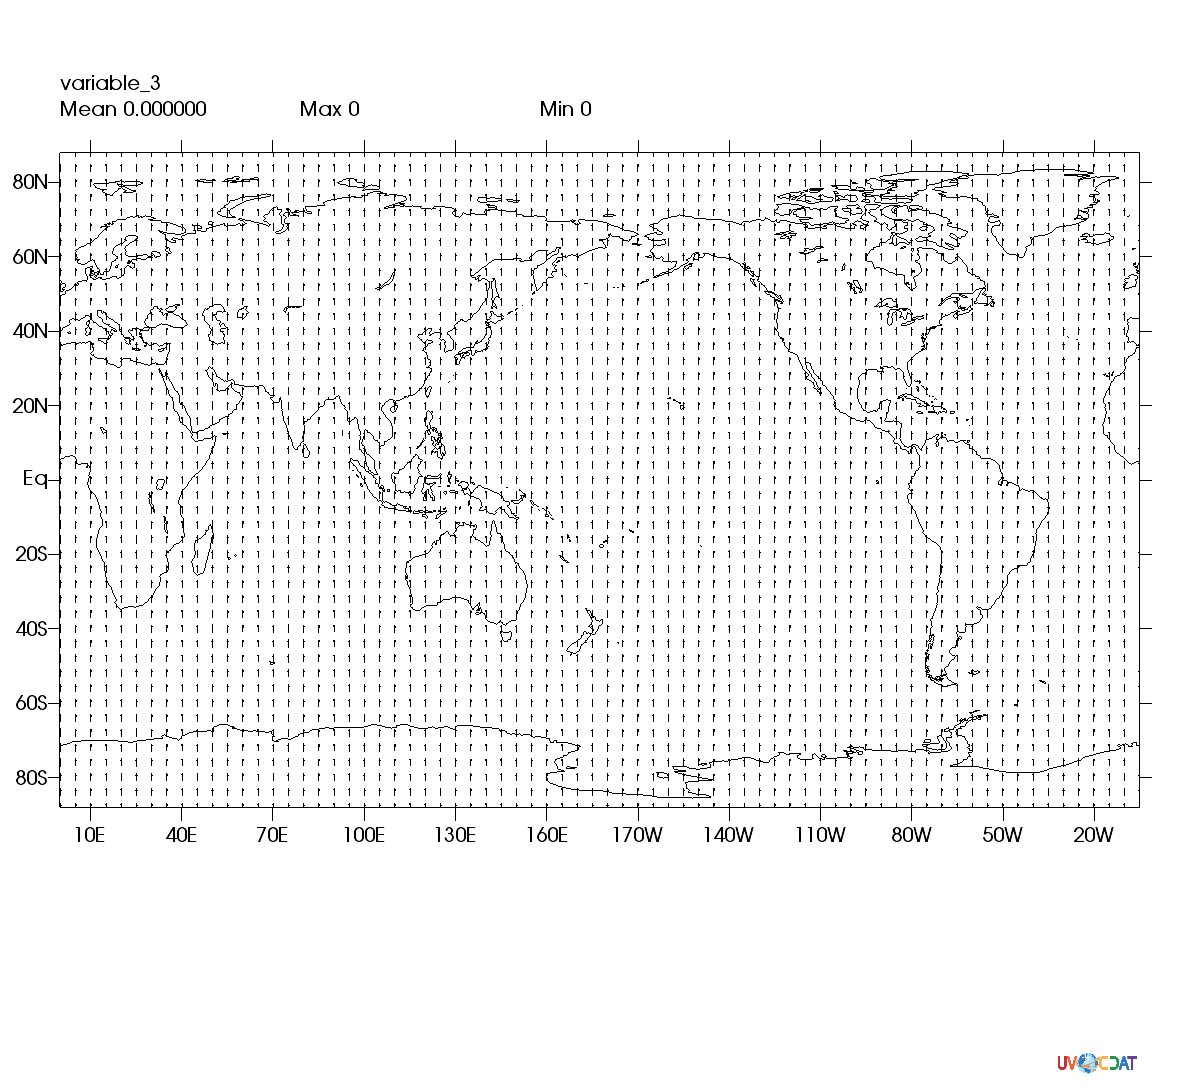 variable_3
Mean 0.000000 Max 0 Min 0
80N
60N
40N
20N
Eq
20S
40S
60S
80S
10E 40E 70E 100E 130E 160E 170W 140W 110W 80W 50W 20W
UV CDAT